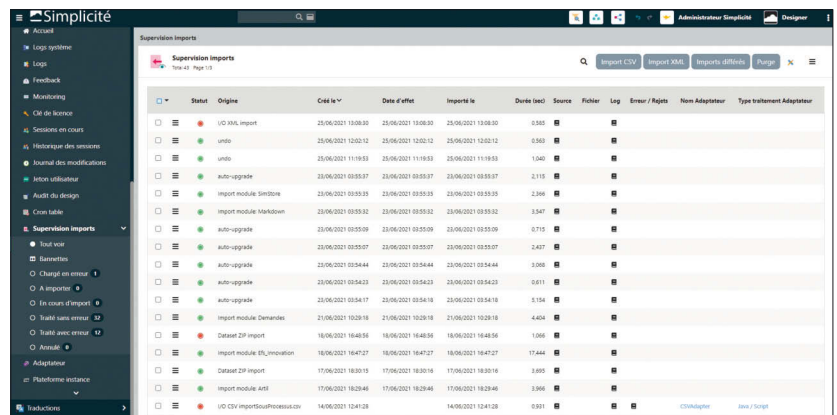 Simplicité
Administrateur Simplicité
Designer
Accueil
Logs système
Logs
Feedback
Monitoring
Clé de licence
Sessions en cours
Historique des sessions
Journal des modifications
Jeton utilisateur
Audit du design
Cron table
Supervision imports
Tout voir
Bannettes
Chargé en erreur 1
A importer 0
En cours d'import 0
Traité sans erreur 32
Traité avec erreur 12
Annulé 0
Adaptateur
Plateforme instance
Traductions
Supervision imports
Supervision imports
Total 43 Page 1/3
Import CSV Import XML Imports différés Purge
Statut Origine Créé le Date d'effet Importé le Durée (sec) Source Fichier Log Erreur / Rejets Nom Adaptateur Type traitement Adaptateur
I/O XML import 25/06/2021 13:08:30 25/06/2021 13:08:30 25/06/2021 13:08:30 0,585
undo 25/06/2021 12:02:12 25/06/2021 12:02:12 25/06/2021 12:02:12 0,563
undo 25/06/2021 11:19:53 25/06/2021 11:19:53 25/06/2021 11:19:53 1,040
auto-upgrade 23/06/2021 03:55:37 23/06/2021 03:55:37 23/06/2021 03:55:37 2,115
Import module: SimStore 23/06/2021 03:55:35 23/06/2021 03:55:35 23/06/2021 03:55:35 2,366
Import module: Markdown 23/06/2021 03:55:32 23/06/2021 03:55:32 23/06/2021 03:55:32 3,547
auto-upgrade 23/06/2021 03:55:09 23/06/2021 03:55:09 23/06/2021 03:55:09 0,715
auto-upgrade 23/06/2021 03:55:07 23/06/2021 03:55:07 23/06/2021 03:55:07 2,437
auto-upgrade 23/06/2021 03:54:44 23/06/2021 03:54:44 23/06/2021 03:54:44 3,068
auto-upgrade 23/06/2021 03:54:23 23/06/2021 03:54:23 23/06/2021 03:54:23 0,611
auto-upgrade 23/06/2021 03:54:17 23/06/2021 03:54:18 23/06/2021 03:54:18 5,154
Import module: Demandes 21/06/2021 10:29:18 21/06/2021 10:29:18 21/06/2021 10:29:18 4,404
Dataset ZIP import 18/06/2021 16:48:56 18/06/2021 16:48:56 18/06/2021 16:48:56 1,066
Import module: Efs_Innovation 18/06/2021 16:47:27 18/06/2021 16:47:27 18/06/2021 16:47:27 17,444
Dataset ZIP import 17/06/2021 18:30:15 17/06/2021 18:30:16 17/06/2021 18:30:16 3,695
Import module: Artil 17/06/2021 18:29:46 17/06/2021 18:29:46 17/06/2021 18:29:46 3,966
I/O CSV importSousProcessus.csv 14/06/2021 12:41:28 14/06/2021 12:41:28 0,931 CSVAdapter Java / Script